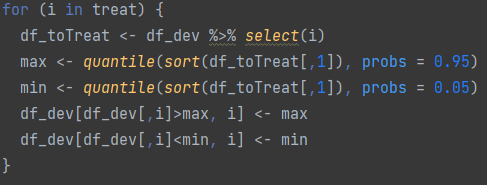 for (i in treat) {
  df_toTreat <- df_dev %>% select(i)
  max <- quantile(sort(df_toTreat[,1]), probs = 0.95)
  min <- quantile(sort(df_toTreat[,1]), probs = 0.05)
  df_dev[df_dev[,i]>max, i] <- max
  df_dev[df_dev[,i]<min, i] <- min
}